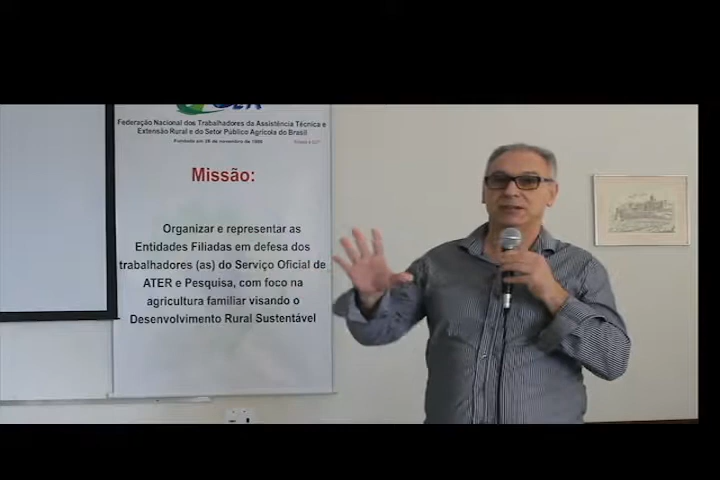 Federação Nacional dos Trabalhadores da Assistência Técnica e
Extensão Rural e do Setor Público Agrícola do Brasil
Missão:
Organizar e representar as
Entidades Filiadas em defesa dos
trabalhadores (as) do Serviço Oficial de
ATER e Pesquisa, com foco na
agricultura familiar visando o
Desenvolvimento Rural Sustentável